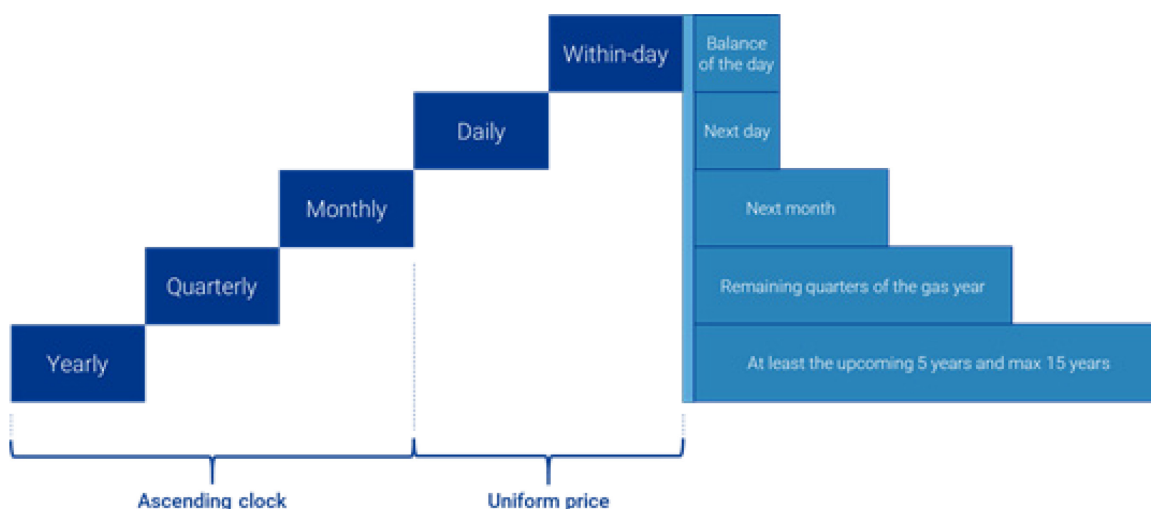 Within-day
Balance
of the day
Daily
Next day
Monthly
Next month
Quarterly
Remaining quarters of the gas year
Yearly
At least the upcoming 5 years and max 15 years
Ascending clock
Uniform price